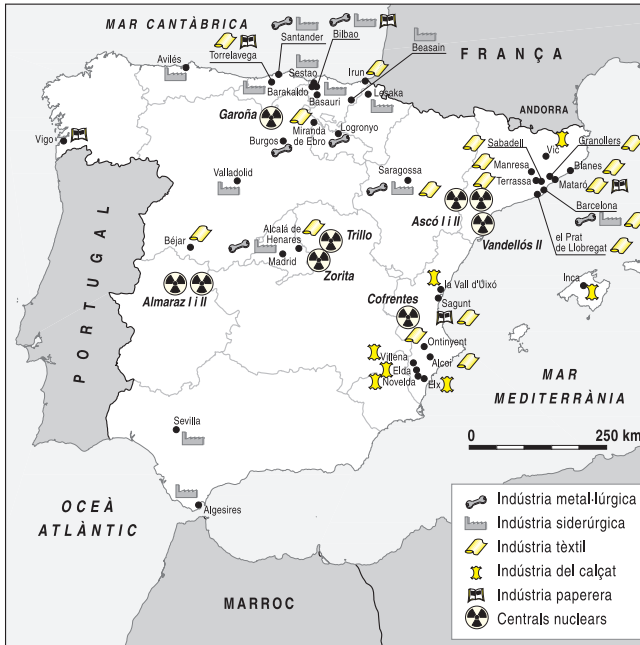 MAR CANTÀBRICA
Santander
Bilbao
Beasain
FRANÇA
Avilés
Torrelavega
Sestao
Irun
Barakaldo
Lesaka
Basauri
ANDORRA
Garoña
Miranda
de Ebro
Logronyo
Burgos
Vigo
Sabadell
Granollers
Vic
Manresa
Blanes
Terrassa
Mataró
Valladolid
Saragossa
Barcelona
Ascó I i II
Vandellós II
el Prat
de Llobregat
Béjar
Alcalá de
Henares
Trillo
Madrid
Zorita
Almaraz I i II
Inca
la Vall d'Uixó
Sagunt
Cofrentes
PORTUGAL
Ontinyent
Villena
Alcoi
Elda
Novelda
Elx
MAR
MEDITERRÀNIA
Sevilla
0 250 km
Algesires
OCEÀ
ATLÀNTIC
MARROC
Indústria metal·lúrgica
Indústria siderúrgica
Indústria tèxtil
Indústria del calçat
Indústria paperera
Centrals nuclears